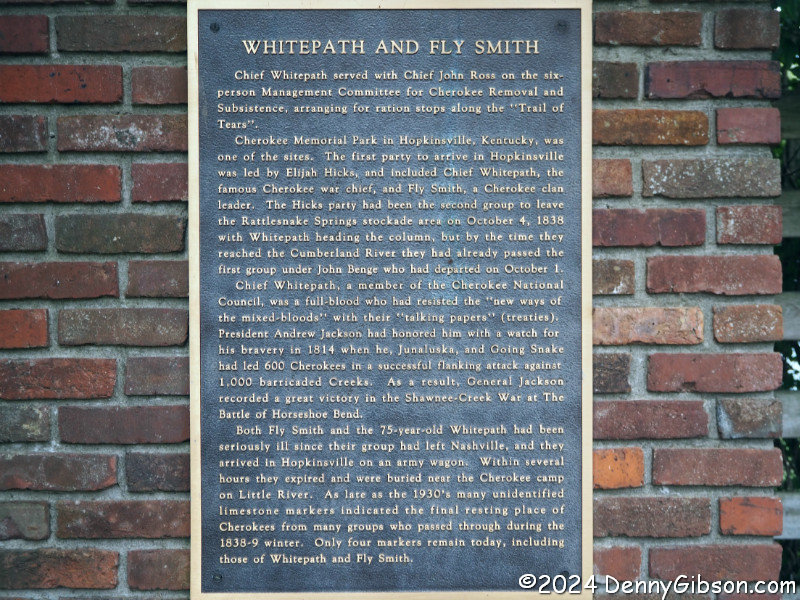 WHITEPATH AND FLY SMITH
Chief Whitepath served with Chief John Ross on the six-
person Management Committee for Cherokee Removal and
Subsistence, arranging for ration stops along the "Trail of
Tears".
Cherokee Memorial Park in Hopkinsville, Kentucky, was
one of the sites. The first party to arrive in Hopkinsville
was led by Elijah Hicks, and included Chief Whitepath, the
famous Cherokee war chief, and Fly Smith, a Cherokee clan
leader. The Hicks party had been the second group to leave
the Rattlesnake Springs stockade area on October 4, 1838
with Whitepath heading the column, but by the time they
reached the Cumberland River they had already passed the
first group under John Benge who had departed on October 1.
Chief Whitepath, a member of the Cherokee National
Council, was a full-blood who had resisted the "new ways of
the mixed-bloods" with their "talking papers" (treaties).
President Andrew Jackson had honored him with a watch for
his bravery in 1814 when he, Junaluska, and Going Snake
had led 600 Cherokees in a successful flanking attack against
1,000 barricaded Creeks. As a result, General Jackson
recorded a great victory in the Shawnee-Creek War at The
Battle of Horseshoe Bend.
Both Fly Smith and the 75-year-old Whitepath had been
seriously ill since their group had left Nashville, and they
arrived in Hopkinsville on an army wagon. Within several
hours they expired and were buried near the Cherokee camp
on Little River. As late as the 1930's many unidentified
limestone markers indicated the final resting place of
Cherokees from many groups who passed through during the
1838-9 winter. Only four markers remain today, including
those of Whitepath and Fly Smith.
©2024 DennyGibson.com